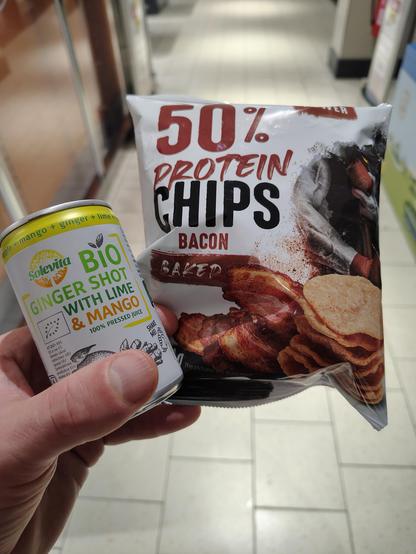 50%
PROTEIN
CHIPS
BACON
BAKED
mango + ginger + lime
Solevita
BIO
GINGER SHOT
WITH LIME
& MANGO
100% PRESSED JUICE